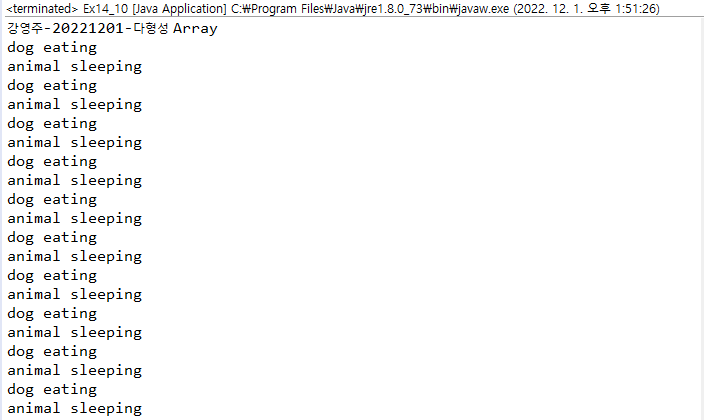 <terminated> Ex14_10 [Java Application] C:₩Program Files₩Java₩jre1.8.0_73₩bin₩javaw.exe (2022. 12. 1. 오후 1:51:26)
강영주-20221201-다형성 Array
dog eating
animal sleeping
dog eating
animal sleeping
dog eating
animal sleeping
dog eating
animal sleeping
dog eating
animal sleeping
dog eating
animal sleeping
dog eating
animal sleeping
dog eating
animal sleeping
dog eating
animal sleeping
dog eating
animal sleeping